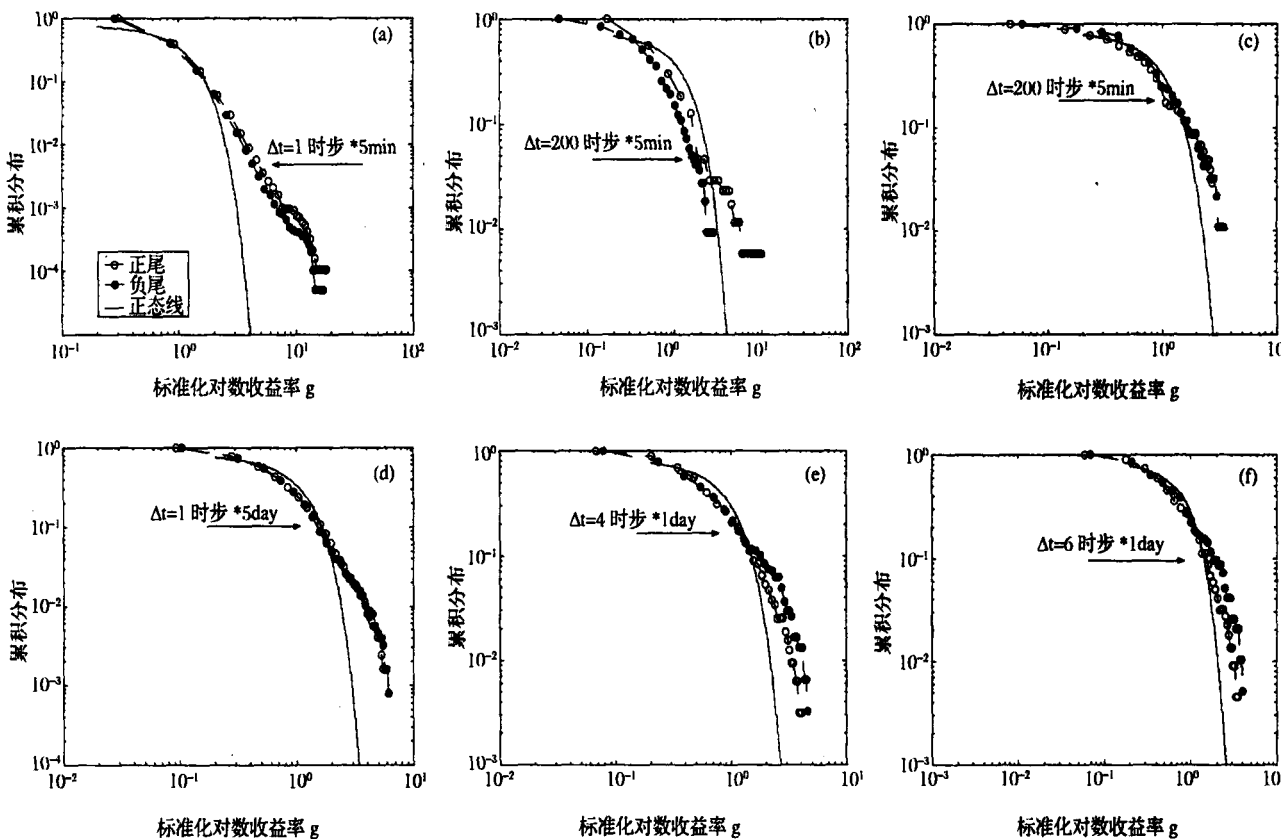 10⁰
10⁻¹
10⁻²
10⁻³
10⁻⁴
累积分布
(a)
Δt=1 时步 *5min
正尾
负尾
正态线
10⁻¹
10⁰
10¹
10²
标准化对数收益率 g
10⁰
10⁻¹
10⁻²
10⁻³
累积分布
(b)
Δt=200 时步 *5min
10⁻²
10⁻¹
10⁰
10¹
10²
标准化对数收益率 g
10⁰
10⁻¹
10⁻²
10⁻³
累积分布
(c)
Δt=200 时步 *5min
10⁻²
10⁻¹
10⁰
标准化对数收益率 g
10⁰
10⁻¹
10⁻²
10⁻³
10⁻⁴
累积分布
(d)
Δt=1 时步 *5day
10⁻²
10⁻¹
10⁰
10¹
标准化对数收益率 g
10⁰
10⁻¹
10⁻²
10⁻³
累积分布
(e)
Δt=4 时步 *1day
10⁻²
10⁻¹
10⁰
10¹
标准化对数收益率 g
10⁰
10⁻¹
10⁻²
10⁻³
累积分布
(f)
Δt=6 时步 *1day
10⁻³
10⁻²
10⁻¹
10⁰
10¹
标准化对数收益率 g